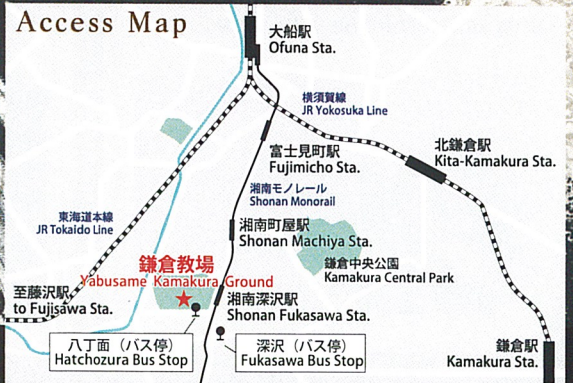 Access Map
大船駅
Ofuna Sta.
横須賀線
JR Yokosuka Line
北鎌倉駅
Kita-Kamakura Sta.
富士見町駅
Fujimicho Sta.
湘南モノレール
Shonan Monorail
東海道本線
JR Tokaido Line
湘南町屋駅
Shonan Machiya Sta.
鎌倉中央公園
Kamakura Central Park
鎌倉教場
Yabusame Kamakura Ground
至藤沢駅
to Fujisawa Sta.
湘南深沢駅
Shonan Fukasawa Sta.
八丁面（バス停）
Hatchozura Bus Stop
深沢（バス停）
Fukasawa Bus Stop
鎌倉駅
Kamakura Sta.